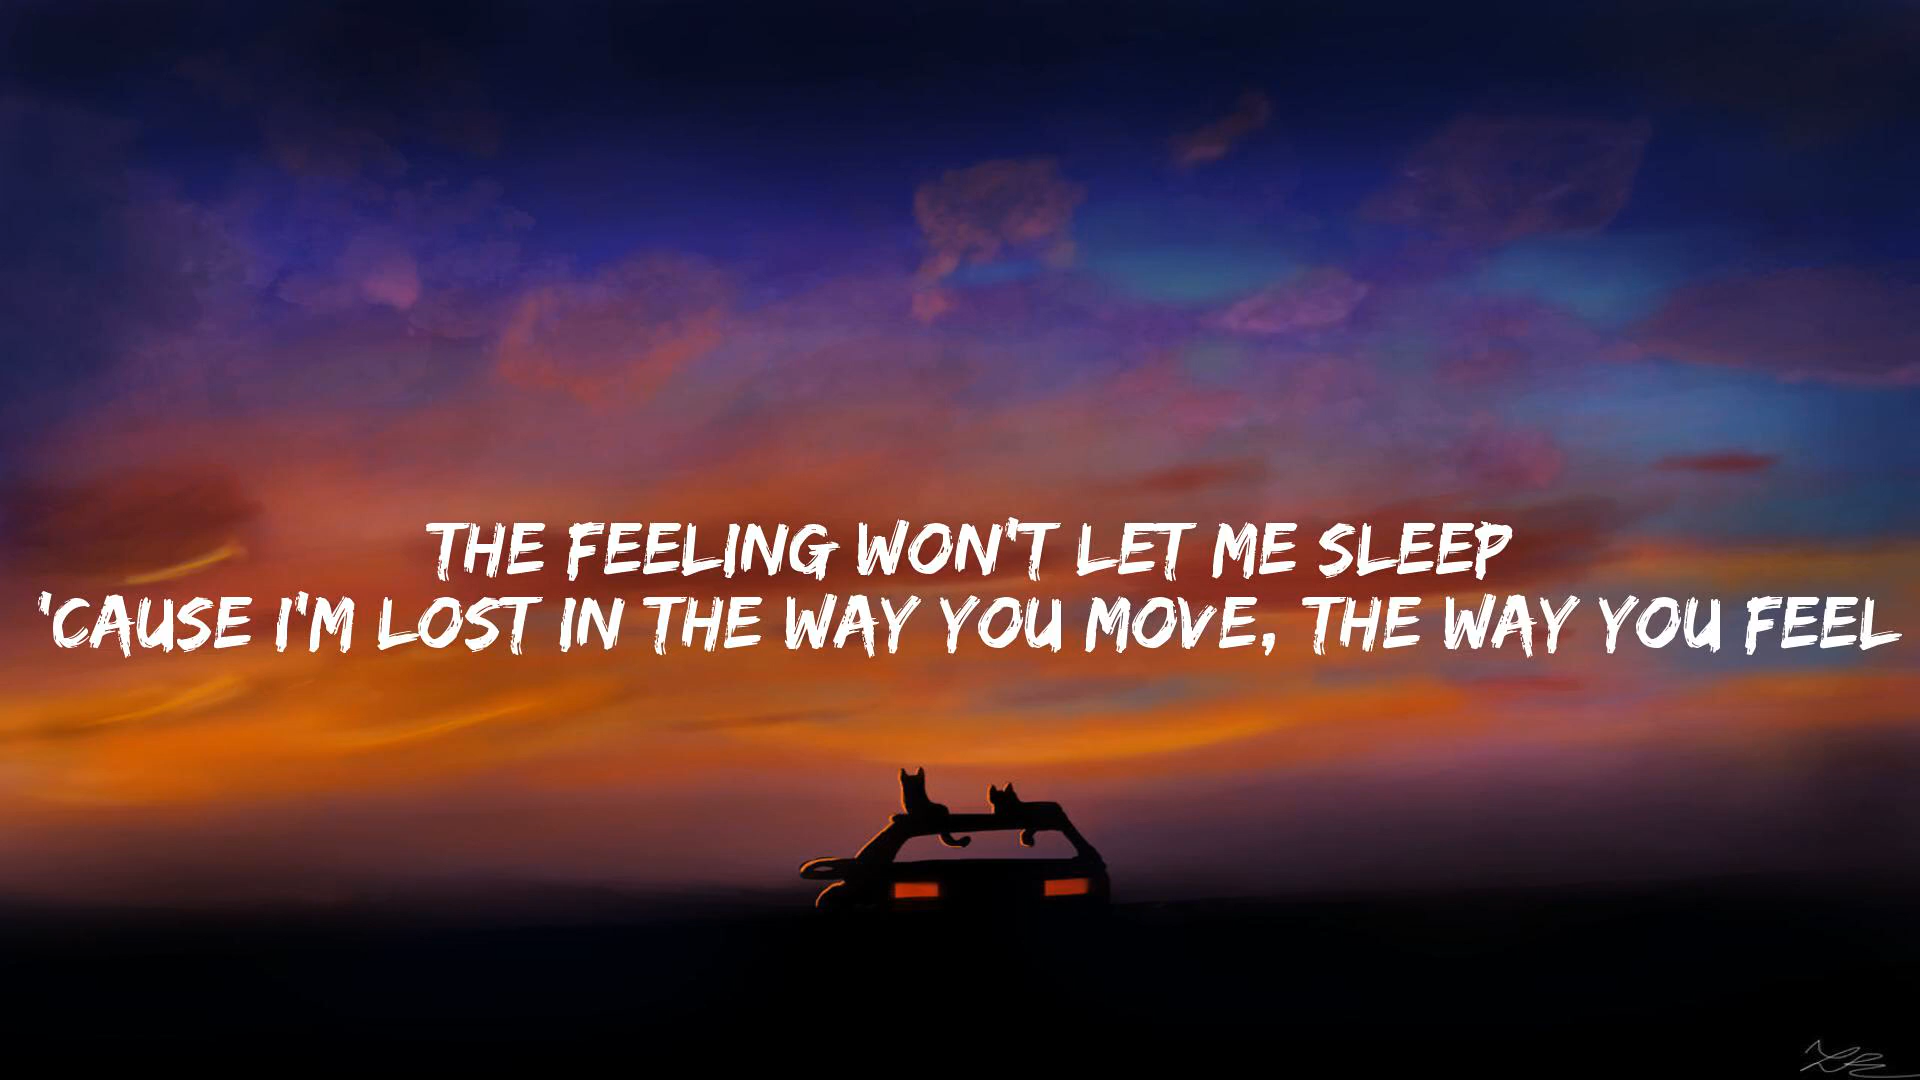 THE FEELING WON'T LET ME SLEEP
'CAUSE I'M LOST IN THE WAY YOU MOVE, THE WAY YOU FEEL